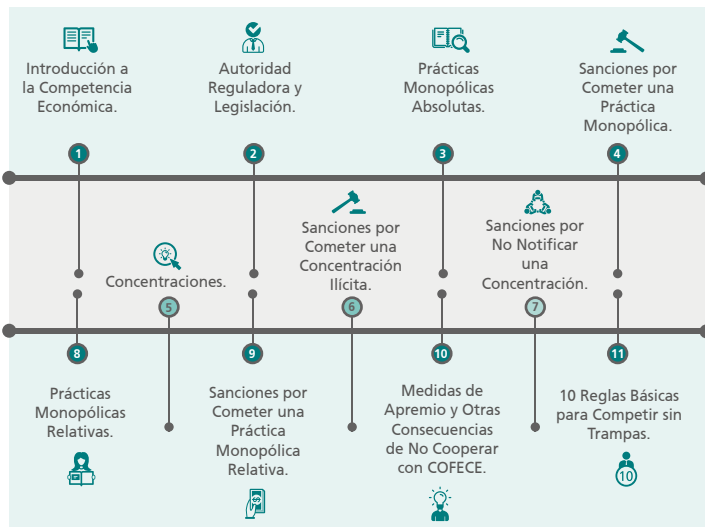 Introducción a
la Competencia
Económica.
1
Autoridad
Reguladora y
Legislación.
2
Prácticas
Monopólicas
Absolutas.
3
Sanciones por
Cometer una
Práctica
Monopólica.
4
Concentraciones.
5
Sanciones por
Cometer una
Concentración
Ilícita.
6
Sanciones por
No Notificar
una
Concentración.
7
8
Prácticas
Monopólicas
Relativas.
9
Sanciones por
Cometer una
Práctica
Monopólica
Relativa.
$
10
Medidas de
Apremio y Otras
Consecuencias
de No Cooperar
con COFECE.
11
10 Reglas Básicas
para Competir sin
Trampas.
10